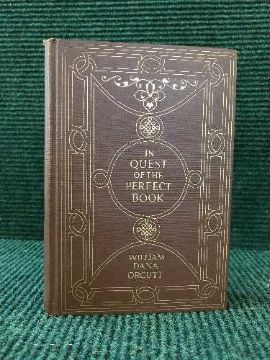 IN
QUEST
OF THE
PERFECT
BOOK
WILLIAM
DANA
ORCUTT